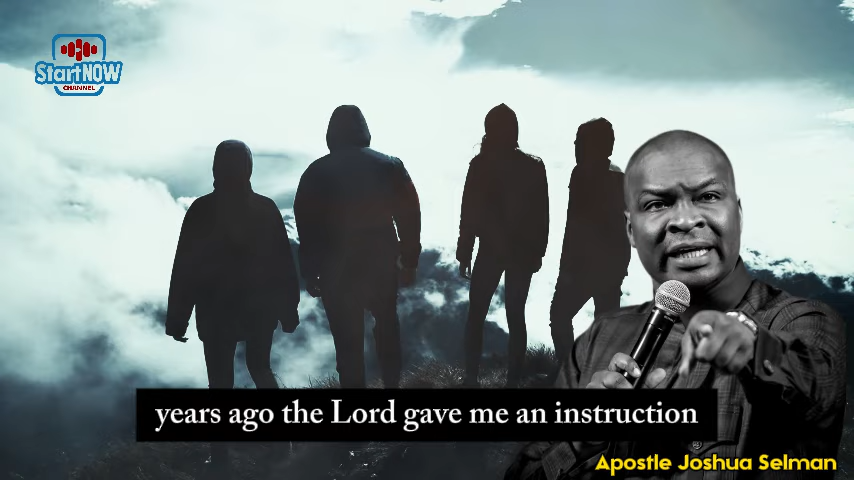 StartNOW
CHANNEL
years ago the Lord gave me an instruction
Apostle Joshua Selman